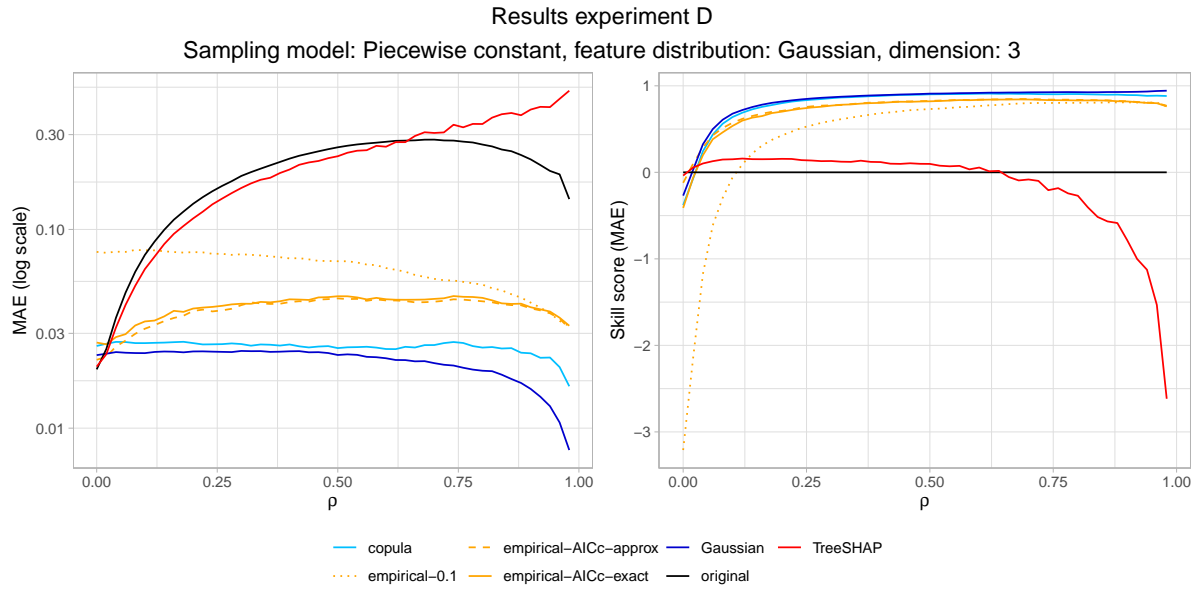 Results experiment D
Sampling model: Piecewise constant, feature distribution: Gaussian, dimension: 3
MAE (log scale)
0.30
0.10
0.03
0.01
0.00 0.25 0.50 0.75 1.00
ρ
Skill score (MAE)
1
0
−1
−2
−3
0.00 0.25 0.50 0.75 1.00
ρ
copula empirical−AICc−approx Gaussian TreeSHAP
empirical−0.1 empirical−AICc−exact original